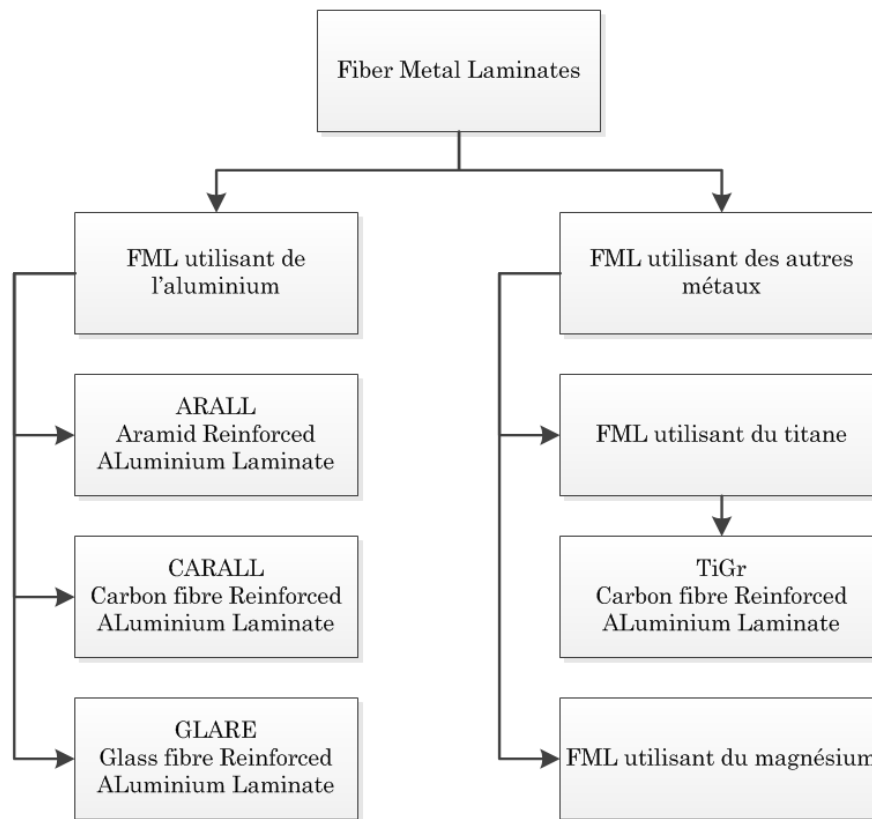 Fiber Metal Laminates
FML utilisant de
l'aluminium
ARALL
Aramid Reinforced
ALuminium Laminate
CARALL
Carbon fibre Reinforced
ALuminium Laminate
GLARE
Glass fibre Reinforced
ALuminium Laminate
FML utilisant des autres
métaux
FML utilisant du titane
TiGr
Carbon fibre Reinforced
ALuminium Laminate
FML utilisant du magnésium